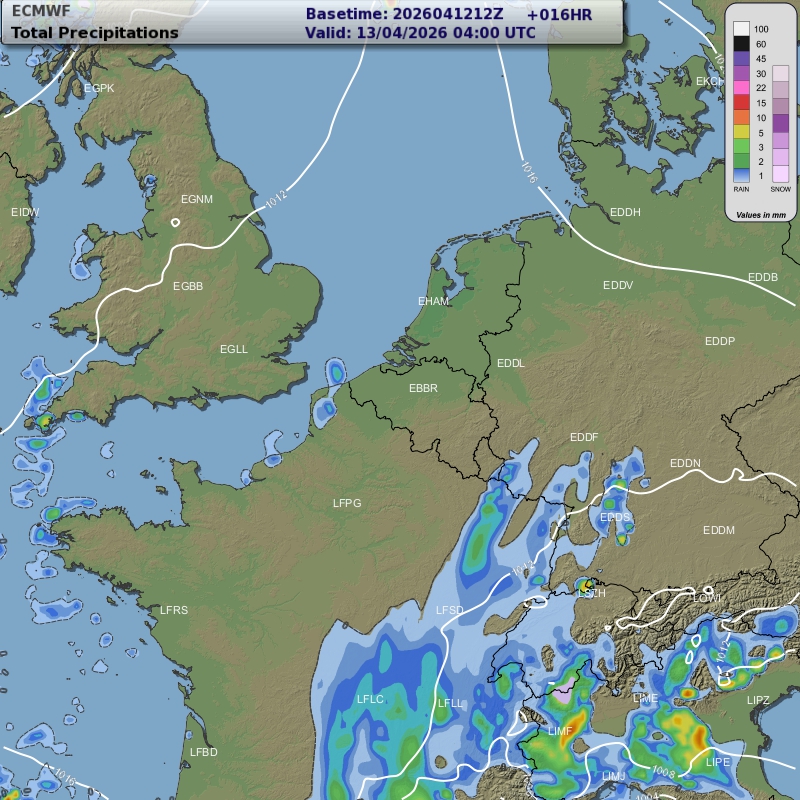 ECMWF
Basetime: 2026041212Z +016HR
Total Precipitations
Valid: 13/04/2026 04:00 UTC
100
60
45
30
22
15
10
5
3
2
1
RAIN
SNOW
Values in mm
EGPK
EKCH
1012
1016
EGNM
EIDW
EDDH
EGBB
EDDV
EDDB
EHAM
EGLL
EDDP
EDDL
EBBR
EDDF
EDDN
LFPG
EDDS
EDDM
1012
LSZH
LOWI
LFRS
LFSD
1012
LFLC
LFLL
LIME
LIPZ
LIMF
LFBD
LIPE
1016
LIMJ
1008
1004